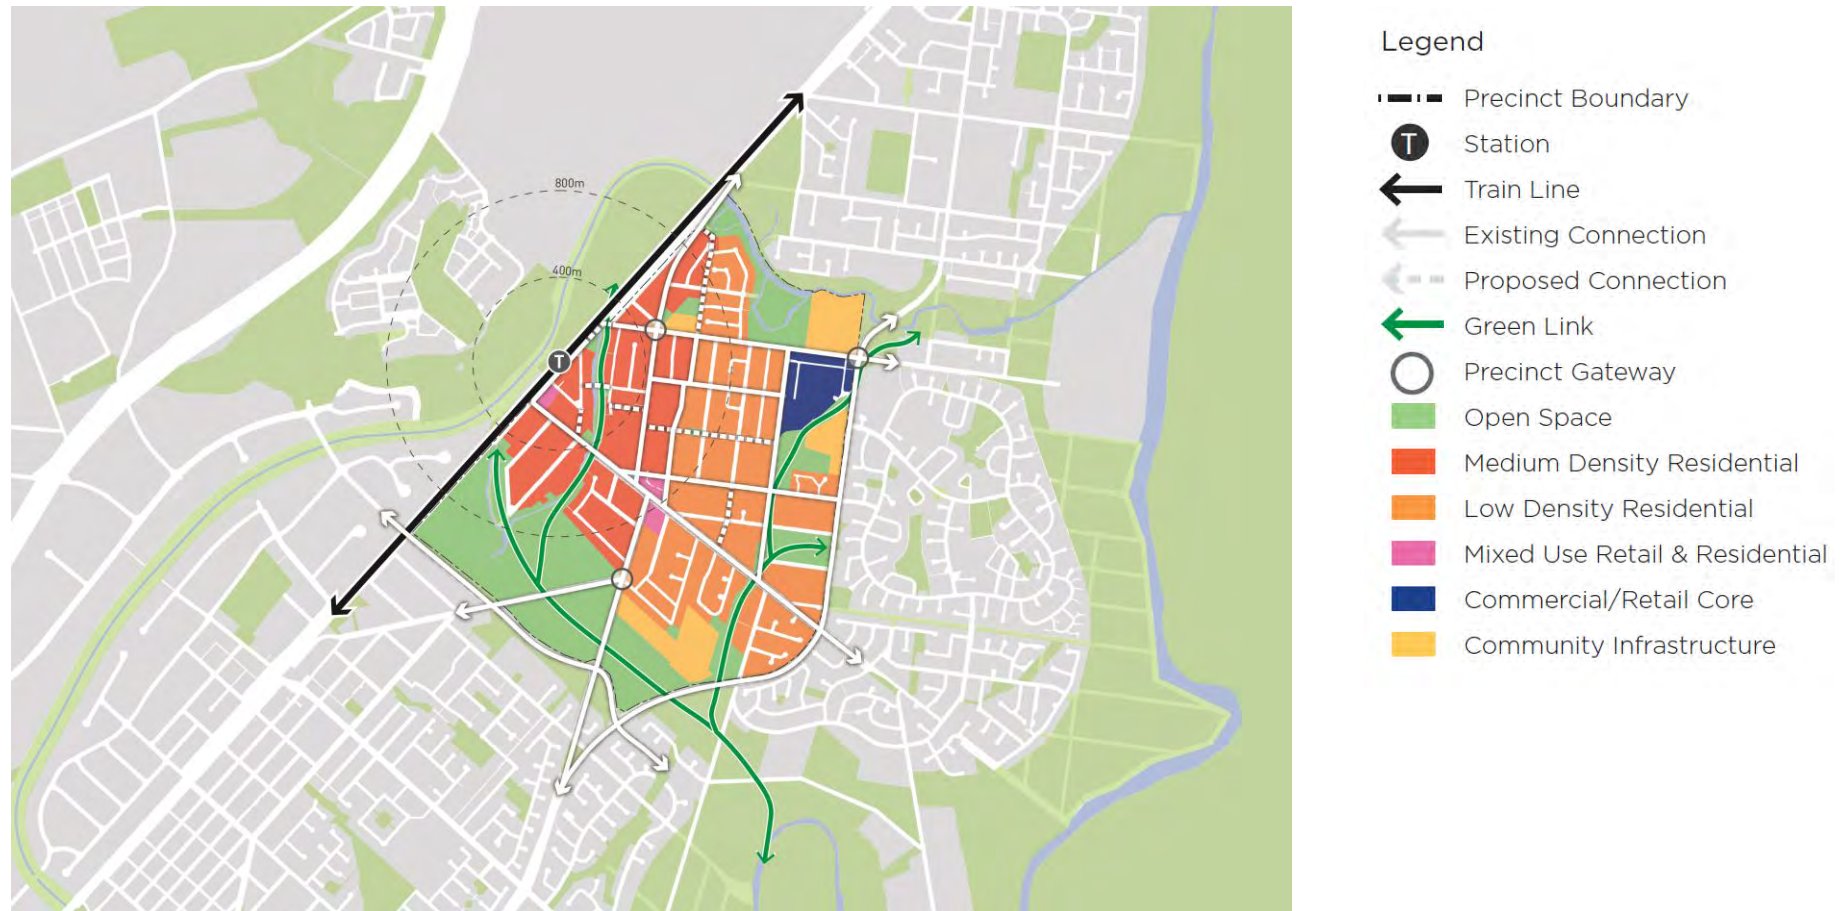 800m
400m
T
Legend
Precinct Boundary
T Station
Train Line
Existing Connection
Proposed Connection
Green Link
Precinct Gateway
Open Space
Medium Density Residential
Low Density Residential
Mixed Use Retail & Residential
Commercial/Retail Core
Community Infrastructure